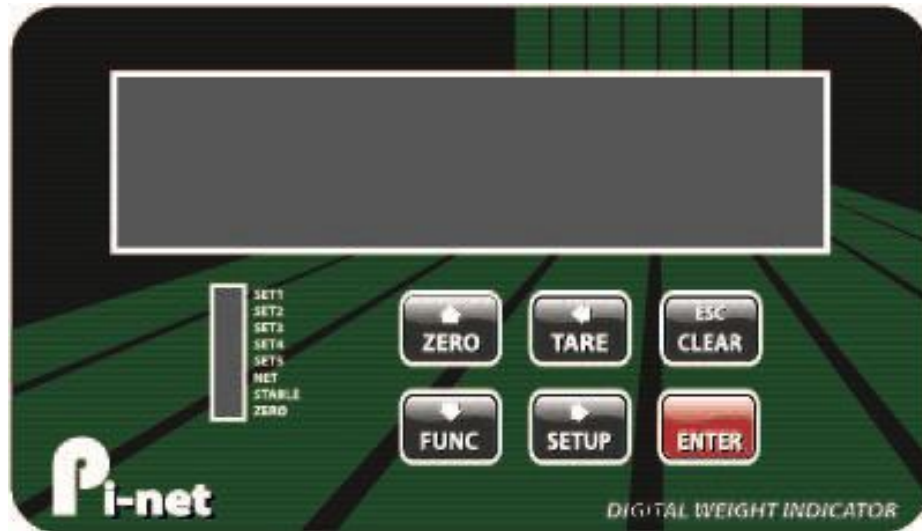 SET1
SET2
SET3
SET4
SET5
NET
STABLE
ZERO
ZERO
TARE
ESC
CLEAR
FUNC
SETUP
ENTER
Pi-net
DIGITAL WEIGHT INDICATOR